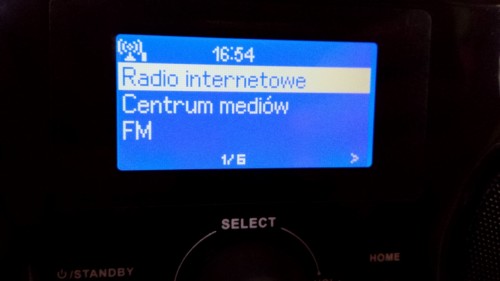 16:54
Radio internetowe
Centrum mediów
FM
1/6 >
SELECT
HOME
⏻/STANDBY